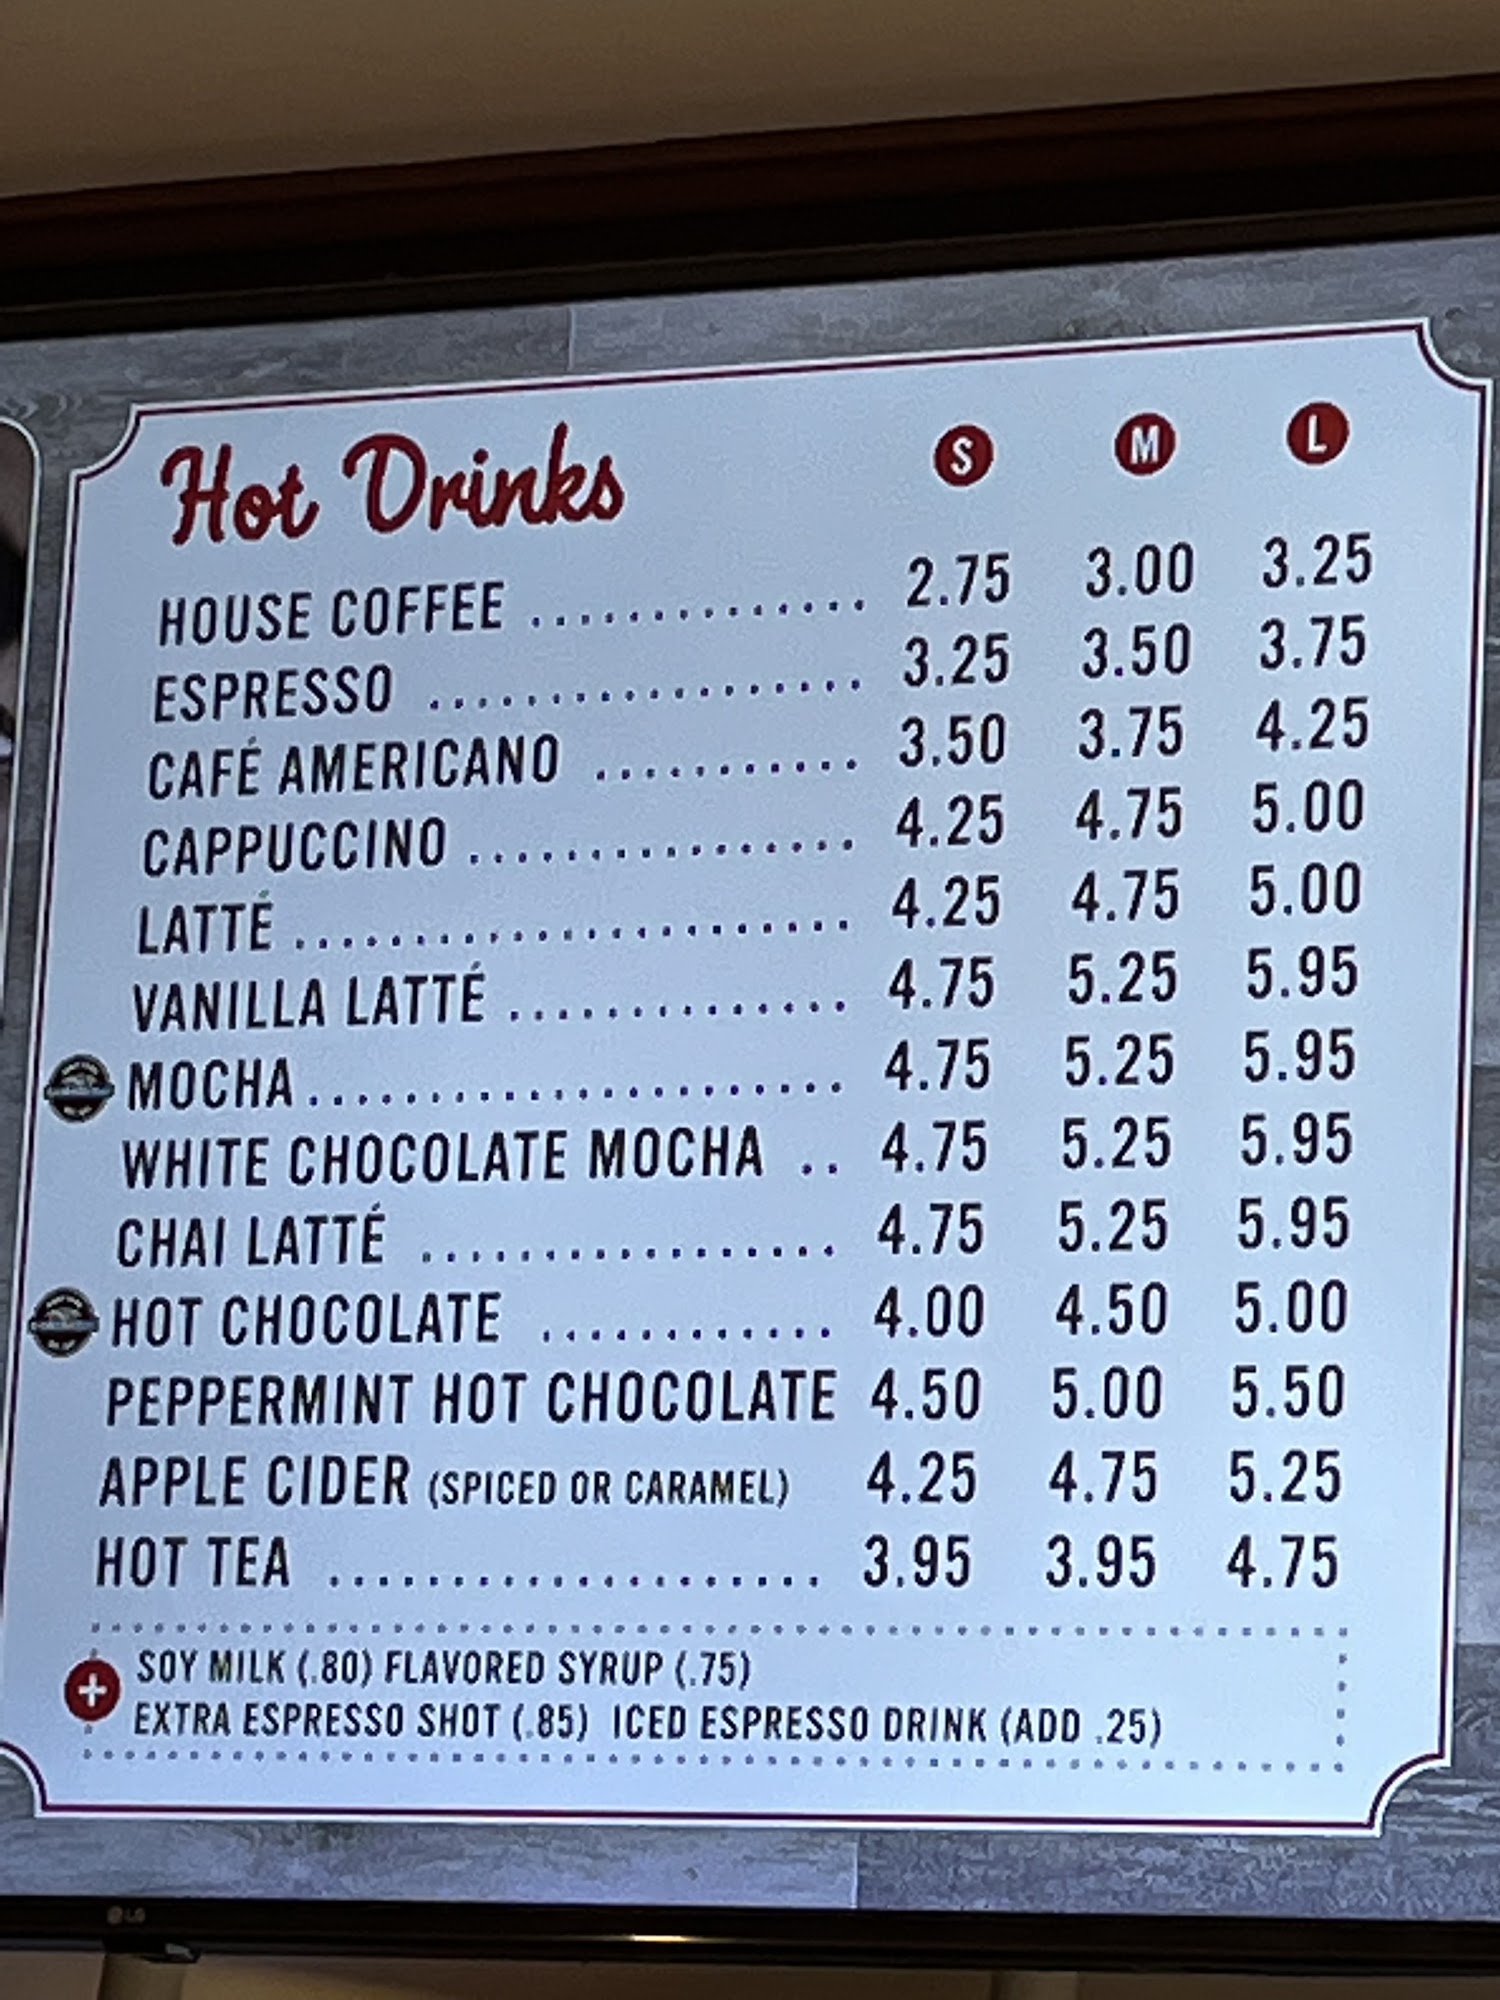 Hot Drinks S M L
HOUSE COFFEE .............. 2.75 3.00 3.25
ESPRESSO .................. 3.25 3.50 3.75
CAFÉ AMERICANO ........... 3.50 3.75 4.25
CAPPUCCINO ................ 4.25 4.75 5.00
LATTÉ ....................... 4.25 4.75 5.00
VANILLA LATTÉ .............. 4.75 5.25 5.95
MOCHA ...................... 4.75 5.25 5.95
WHITE CHOCOLATE MOCHA .. 4.75 5.25 5.95
CHAI LATTÉ ................. 4.75 5.25 5.95
HOT CHOCOLATE ............ 4.00 4.50 5.00
PEPPERMINT HOT CHOCOLATE 4.50 5.00 5.50
APPLE CIDER (SPICED OR CARAMEL) 4.25 4.75 5.25
HOT TEA .................... 3.95 3.95 4.75
+ SOY MILK (.80) FLAVORED SYRUP (.75)
EXTRA ESPRESSO SHOT (.85) ICED ESPRESSO DRINK (ADD .25)
LG